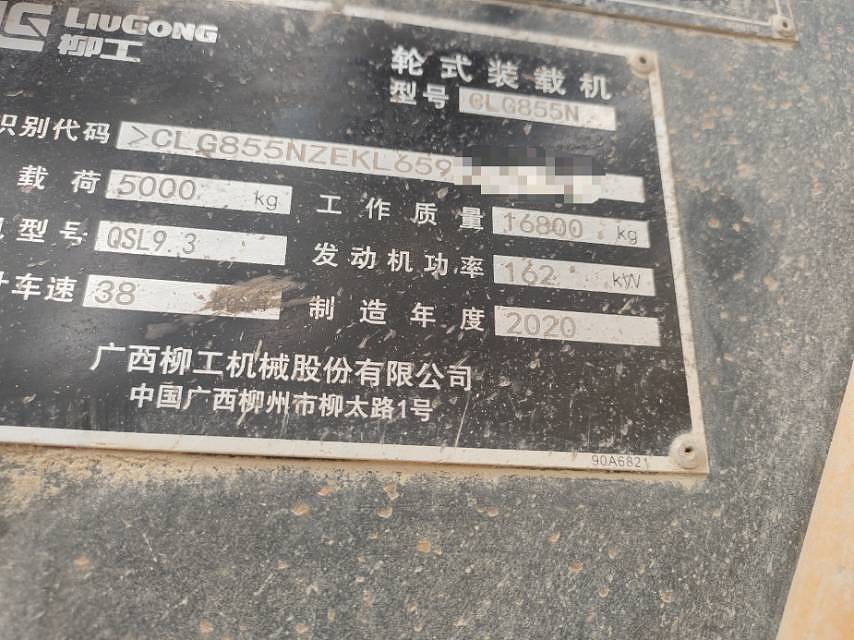 LIUGONG
柳工
轮式装载机
型号 CLG855N
识别代码 >CLG855NZEKL659
载荷 5000 kg 工作质量 16800 kg
型号 QSL9.3 发动机功率 162 kW
车速 38 制造年度 2020
广西柳工机械股份有限公司
中国广西柳州市柳太路1号
90A6821